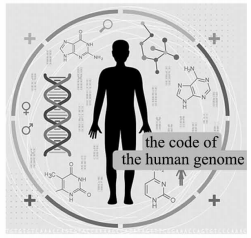 the code of
the human genome